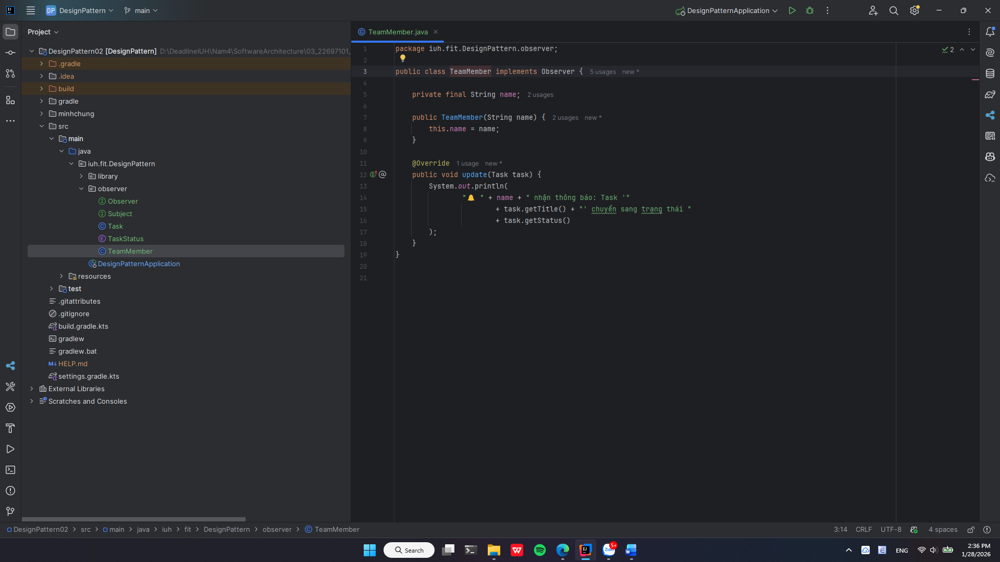 DP DesignPattern main DesignPatternApplication
Project
TeamMember.java
DesignPattern02 [DesignPattern] D:\DeadlineIUH\Nam4\SoftwareArchitecture\03_22697101_
.gradle
.idea
build
gradle
minhchung
src
main
java
iuh.fit.DesignPattern
library
observer
Observer
Subject
Task
TaskStatus
TeamMember
DesignPatternApplication
resources
test
.gitattributes
.gitignore
build.gradle.kts
gradlew
gradlew.bat
HELP.md
settings.gradle.kts
External Libraries
Scratches and Consoles
2
1 package iuh.fit.DesignPattern.observer;
2
3 public class TeamMember implements Observer { 5 usages new *
4
5 private final String name; 2 usages
6
7 public TeamMember(String name) { 2 usages new *
8 this.name = name;
9 }
10
11 @Override 1 usage new *
12 public void update(Task task) {
13 System.out.println(
14 "🔔 " + name + " nhận thông báo: Task '"
15 + task.getTitle() + "' chuyển sang trạng thái "
16 + task.getStatus()
17 );
18 }
19 }
20
21
DesignPattern02 > src > main > java > iuh > fit > DesignPattern > observer > TeamMember
3:14 CRLF UTF-8 4 spaces
Search
5+
Zalo
ENG
2:36 PM
1/28/2026